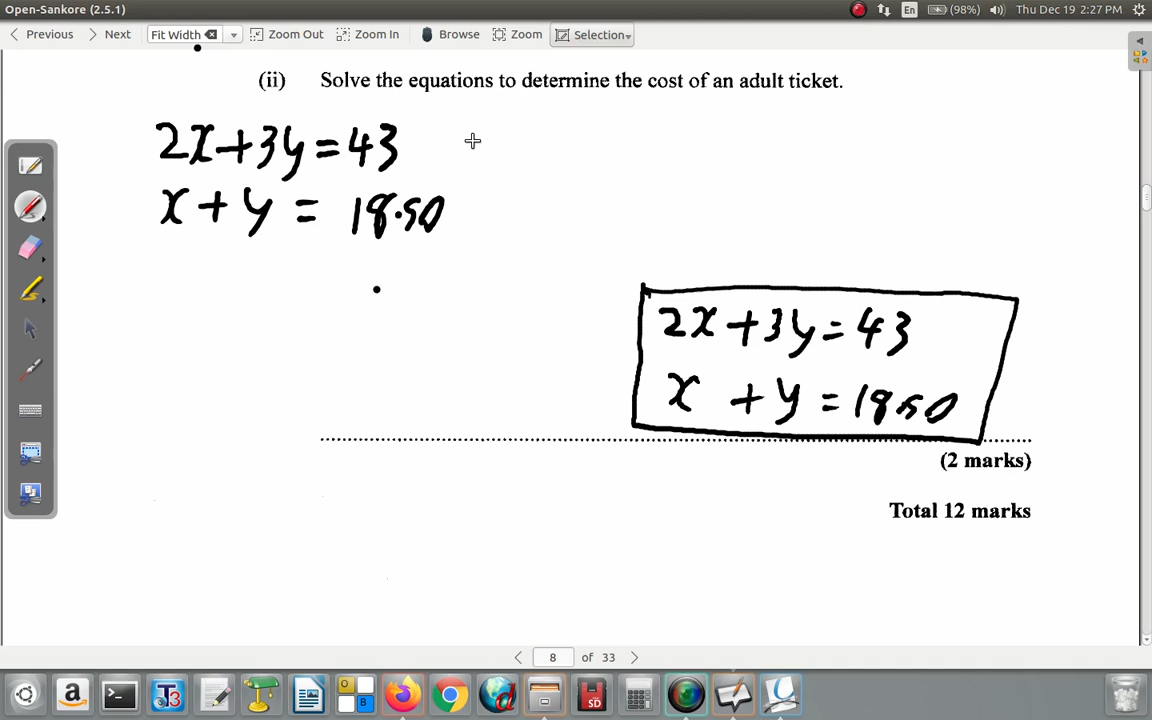 Open-Sankore (2.5.1)
En (98%) Thu Dec 19 2:27 PM
Previous Next Fit Width Zoom Out Zoom In Browse Zoom Selection
(ii) Solve the equations to determine the cost of an adult ticket.
2x+3y=43
x+y = 18.50
2x+3y=43
x +y=18.50
(2 marks)
Total 12 marks
8 of 33